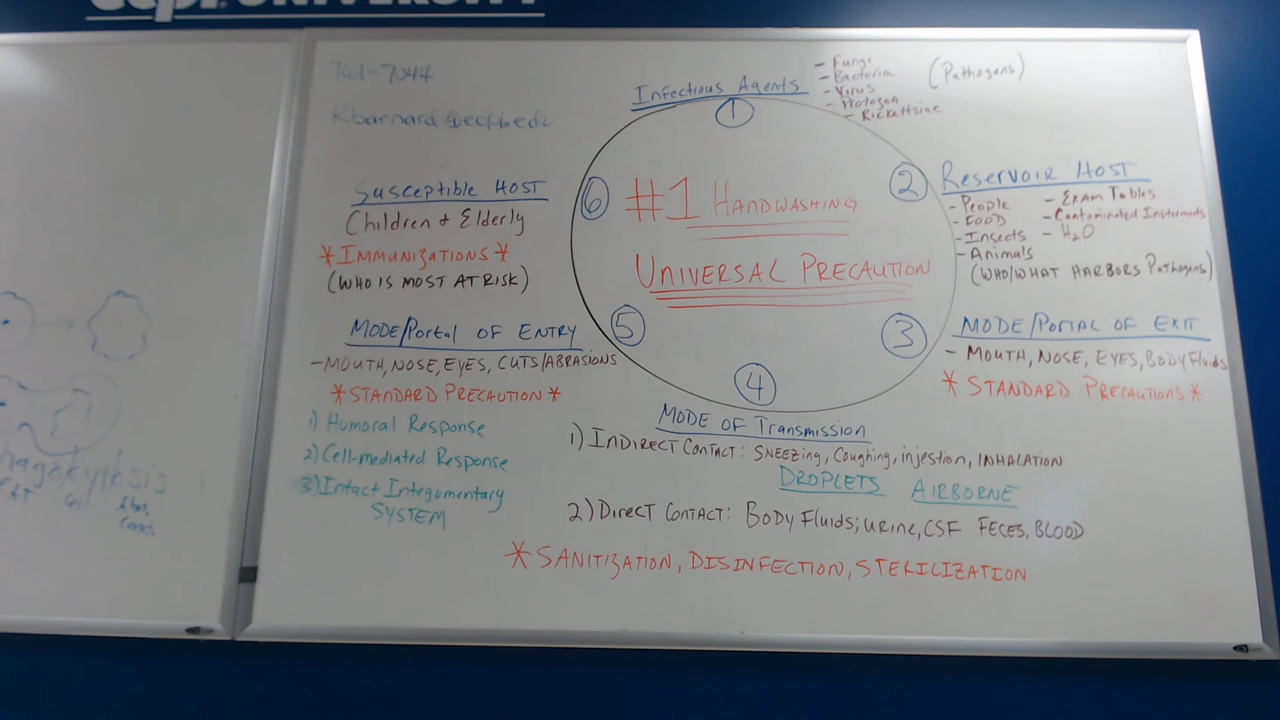 ecpi UNIVERSITY
Kbarnard@ecpi.edu
Infectious Agents
- Fungi
- Bacteria
- Virus
- Protozoa
- Rickettsiae
(Pathogens)
1
2
Reservoir Host
- People
- Food
- Insects
- Animals
- Exam Tables
- Contaminated Instruments
- H2O
(Who/What Harbors Pathogens)
3
Mode/Portal of Exit
- Mouth, Nose, Eyes, Body Fluids
* Standard Precautions *
4
Mode of Transmission
1) Indirect Contact: Sneezing, Coughing, injestion, Inhalation
Droplets Airborne
2) Direct Contact: Body Fluids; Urine, CSF Feces, Blood
* Sanitization, Disinfection, Sterilization
5
Mode/Portal of Entry
- Mouth, Nose, Eyes, Cuts/Abrasions
* Standard Precaution *
1) Humoral Response
2) Cell-mediated Response
3) Intact Integumentary
System
6
Susceptible Host
Children + Elderly
* Immunizations *
(Who is most at risk)
#1 Handwashing
Universal Precaution